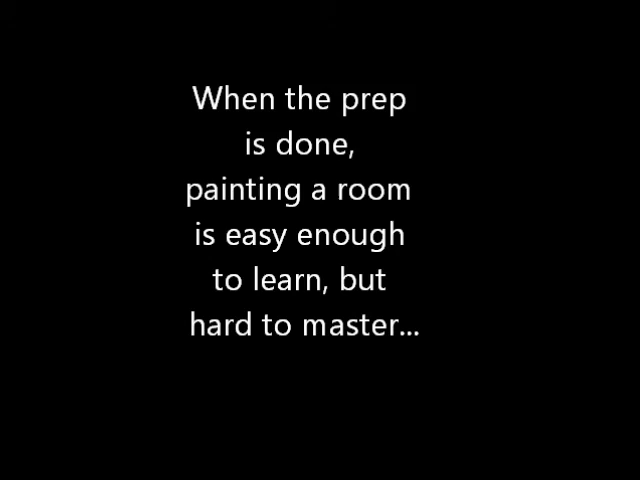 When the prep
is done,
painting a room
is easy enough
to learn, but
hard to master...